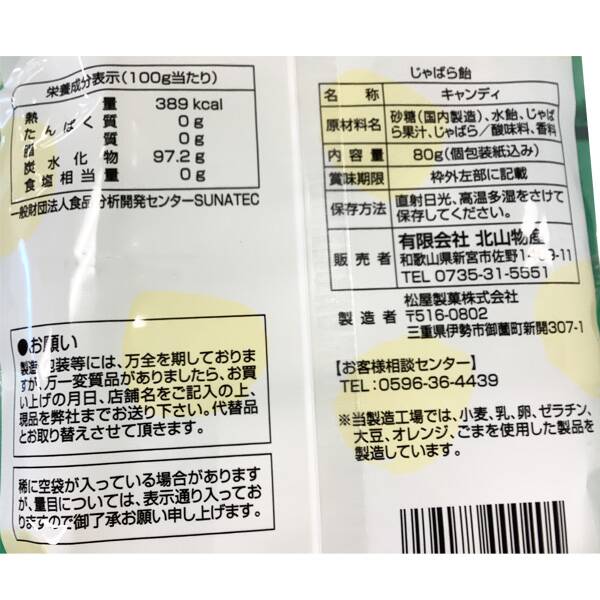 栄養成分表示(100g当たり)
熱量 389 kcal
たんぱく質 0g
脂質 0g
炭水化物 97.2g
食塩相当量 0g
一般財団法人食品分析開発センターSUNATEC
●お願い
製造・包装等には、万全を期しておりま
すが、万一変質品がありましたら、お買
い上げの月日、店舗名をご記入の上、
現品を弊社までお送り下さい。代替品
とお取り替えさせて頂きます。
稀に空袋が入っている場合があります
が、量目については、表示通り入ってお
りますので御了承お願い申し上げます。
じゃばら飴
名称 キャンディ
原材料名 砂糖(国内製造)、水飴、じゃば
ら果汁、じゃばら/酸味料、香料
内容量 80g(個包装紙込み)
賞味期限 枠外左部に記載
保存方法 直射日光、高温多湿をさけて
保存してください。
販売者 有限会社 北山物産
和歌山県新宮市佐野1-8-11
TEL 0735-31-5551
松屋製菓株式会社
製造者 〒516-0802
三重県伊勢市御薗町新開307-1
【お客様相談センター】
TEL:0596-36-4439
※当製造工場では、小麦、乳、卵、ゼラチン、
大豆、オレンジ、ごまを使用した製品を
製造しています。